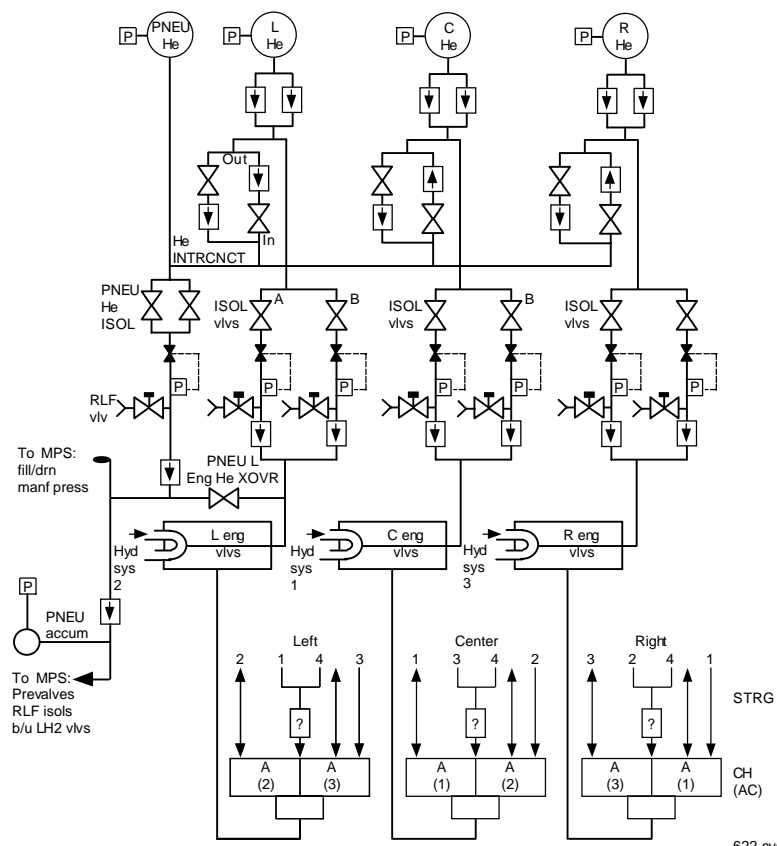 PNEU
He
P
L
He
P
C
He
P
R
He
P
Out
In
He
INTRCNCT
PNEU
He
ISOL
ISOL
vlvs
A
B
ISOL
vlvs
B
ISOL
vlvs
P
P
P
P
P
P
P
RLF
vlv
To MPS:
fill/drn
manf press
PNEU L
Eng He XOVR
Hyd
sys
2
L eng
vlvs
Hyd
sys
1
C eng
vlvs
Hyd
sys
3
R eng
vlvs
P
PNEU
accum
To MPS:
Prevalves
RLF isols
b/u LH2 vlvs
Left
2 1 4 3
?
A
(2)
A
(3)
Center
1 3 4 2
?
A
(1)
A
(2)
Right
3 2 4 1
?
A
(3)
A
(1)
STRG
CH
(AC)